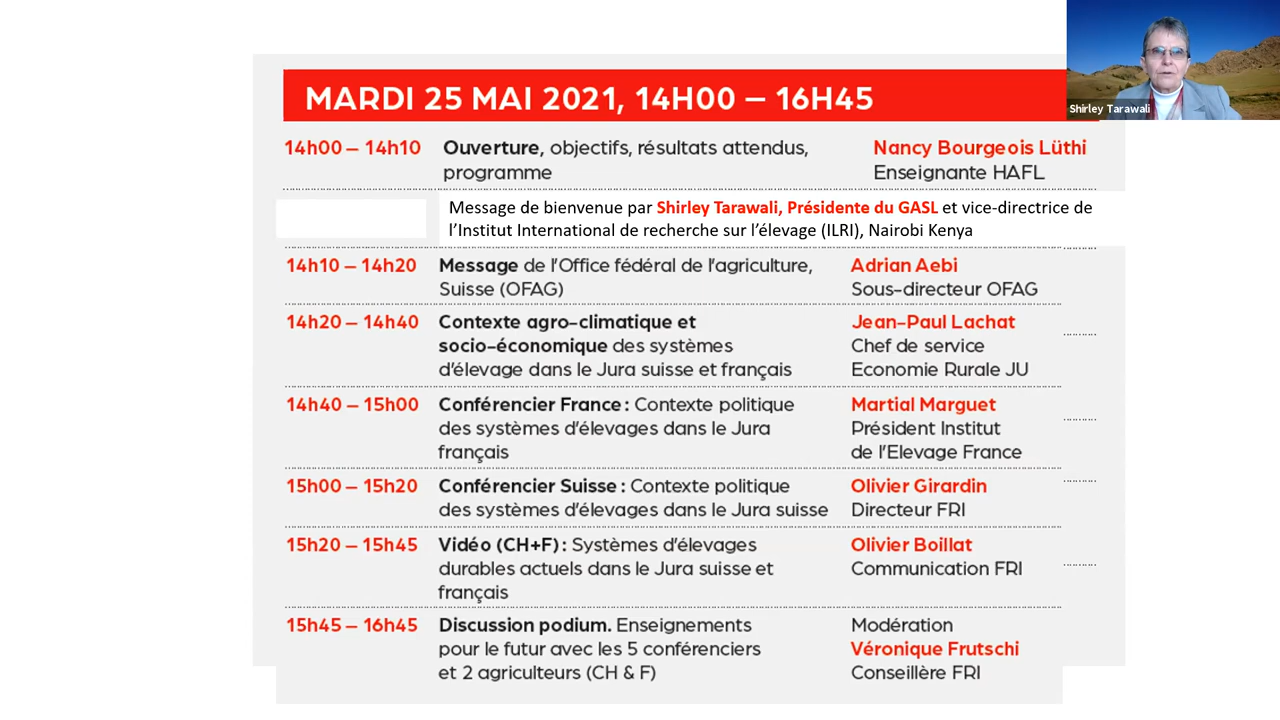 Shirley Tarawali
MARDI 25 MAI 2021, 14H00 – 16H45
14h00 – 14h10 Ouverture, objectifs, résultats attendus, Nancy Bourgeois Lüthi
programme Enseignante HAFL
Message de bienvenue par Shirley Tarawali, Présidente du GASL et vice-directrice de
l’Institut International de recherche sur l’élevage (ILRI), Nairobi Kenya
14h10 – 14h20 Message de l’Office fédéral de l’agriculture, Adrian Aebi
Suisse (OFAG) Sous-directeur OFAG
14h20 – 14h40 Contexte agro-climatique et Jean-Paul Lachat
socio-économique des systèmes Chef de service
d’élevage dans le Jura suisse et français Economie Rurale JU
14h40 – 15h00 Conférencier France : Contexte politique Martial Marguet
des systèmes d’élevages dans le Jura Président Institut
français de l’Elevage France
15h00 – 15h20 Conférencier Suisse : Contexte politique Olivier Girardin
des systèmes d’élevages dans le Jura suisse Directeur FRI
15h20 – 15h45 Vidéo (CH+F) : Systèmes d’élevages Olivier Boillat
durables actuels dans le Jura suisse et Communication FRI
français
15h45 – 16h45 Discussion podium. Enseignements Modération
pour le futur avec les 5 conférenciers Véronique Frutschi
et 2 agriculteurs (CH & F) Conseillère FRI